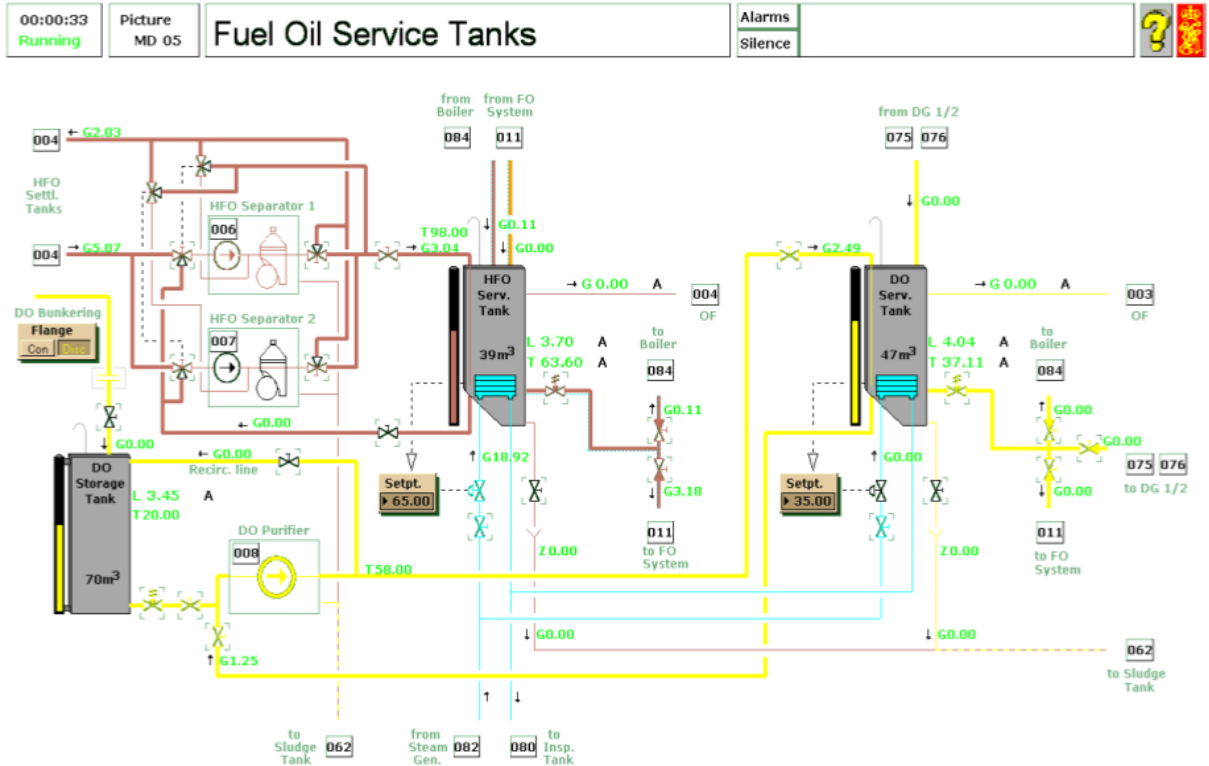 00:00:33
Running
Picture
MD 05
Fuel Oil Service Tanks
Alarms
Silence
?
from
Boiler
084
from FO
System
011
from DG 1/2
075 076
004
← G2.03
HFO
Settl.
Tanks
004
→ G5.07
HFO Separator 1
006
T98.00
→ G3.04
↓ G0.11
↓ G0.00
HFO
Serv.
Tank
39m³
→ G 0.00 A
004
OF
L 3.70 A
T 63.60 A
to
Boiler
084
↑ G0.11
↓ G3.18
011
to FO
System
↓ G0.00
→ G2.49
DO
Serv.
Tank
47m³
→ G 0.00 A
003
OF
L 4.04 A
T 37.11 A
to
Boiler
084
↑ G0.00
G0.00
↓ G0.00
075 076
to DG 1/2
011
to FO
System
DO Bunkering
Flange
Con Disc
HFO Separator 2
007
← G0.00
↓ G0.00
← G0.00
Recirc. line
DO
Storage
Tank
70m³
L 3.45 A
T20.00
DO Purifier
008
T58.00
↑ G1.25
Setpt.
65.00
↑ G18.92
Z 0.00
↓ G0.00
Setpt.
35.00
↑ G0.00
Z 0.00
↓ G0.00
062
to Sludge
Tank
to
Sludge
Tank
062
from
Steam
Gen.
082
↑ ↓
080
to
Insp.
Tank